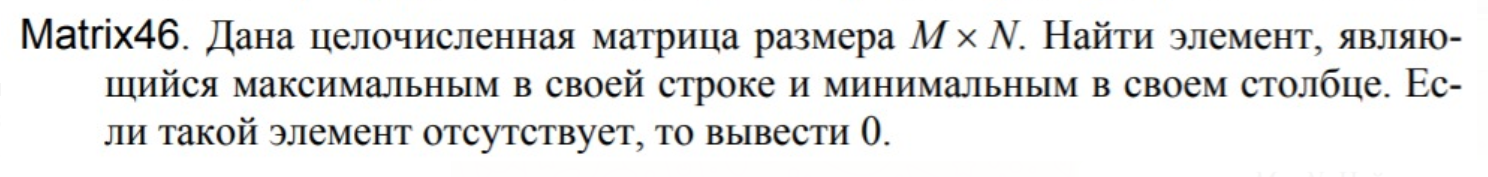 Matrix46. Дана целочисленная матрица размера M × N. Найти элемент, являю-
щийся максимальным в своей строке и минимальным в своем столбце. Ес-
ли такой элемент отсутствует, то вывести 0.